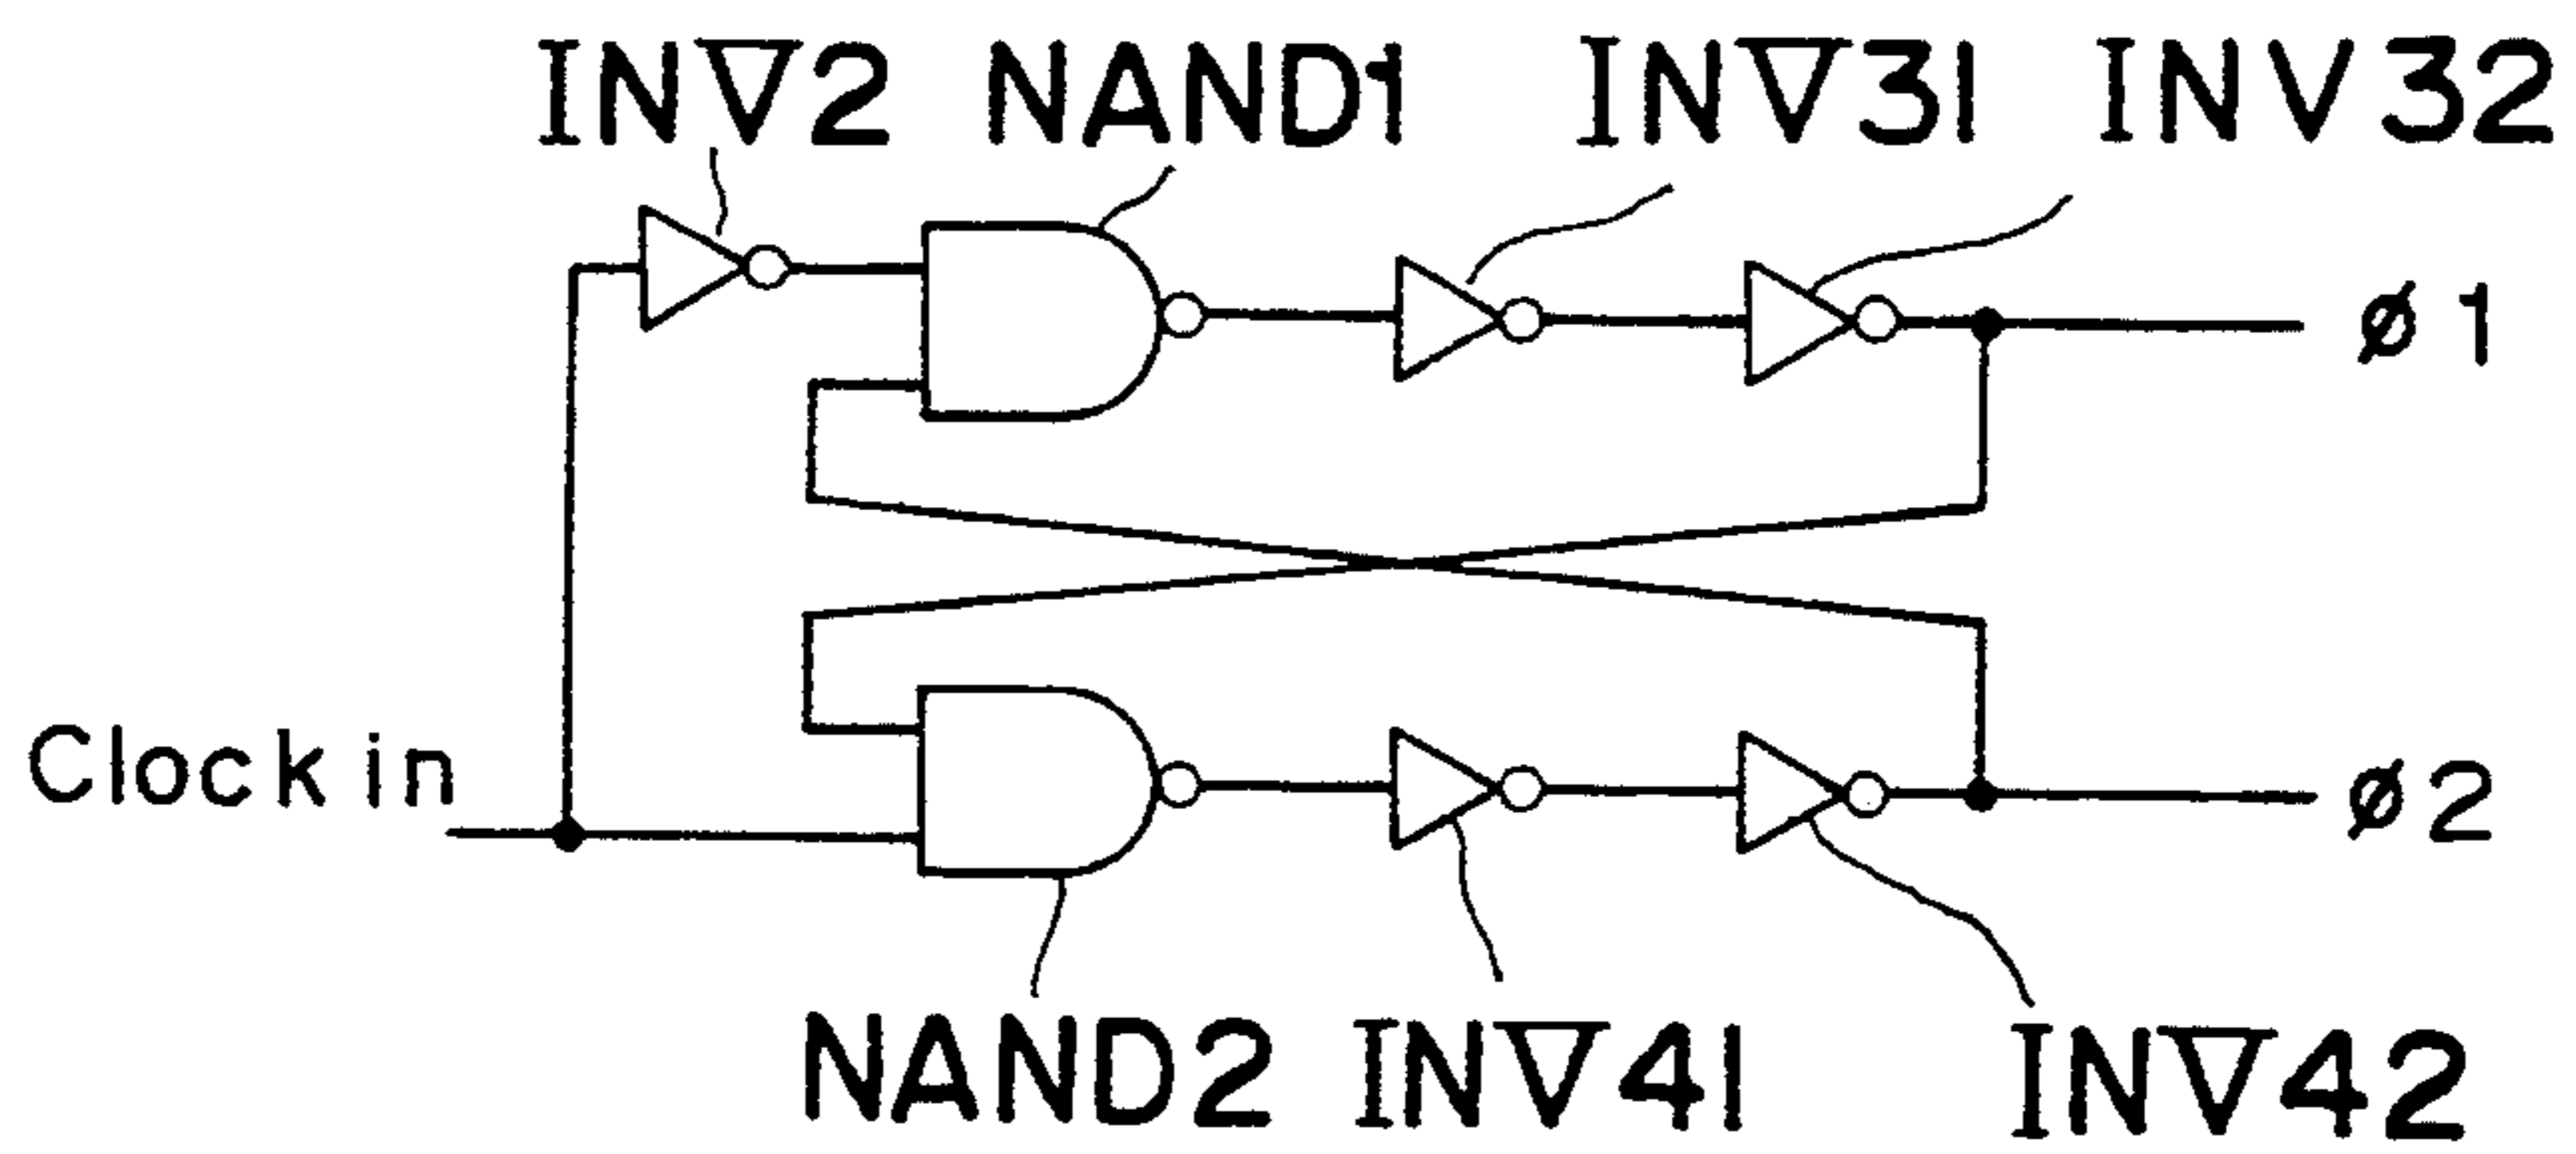 INV2 NAND1 INV31 INV32
ø1
Clock in
ø2
NAND2 INV41 INV42